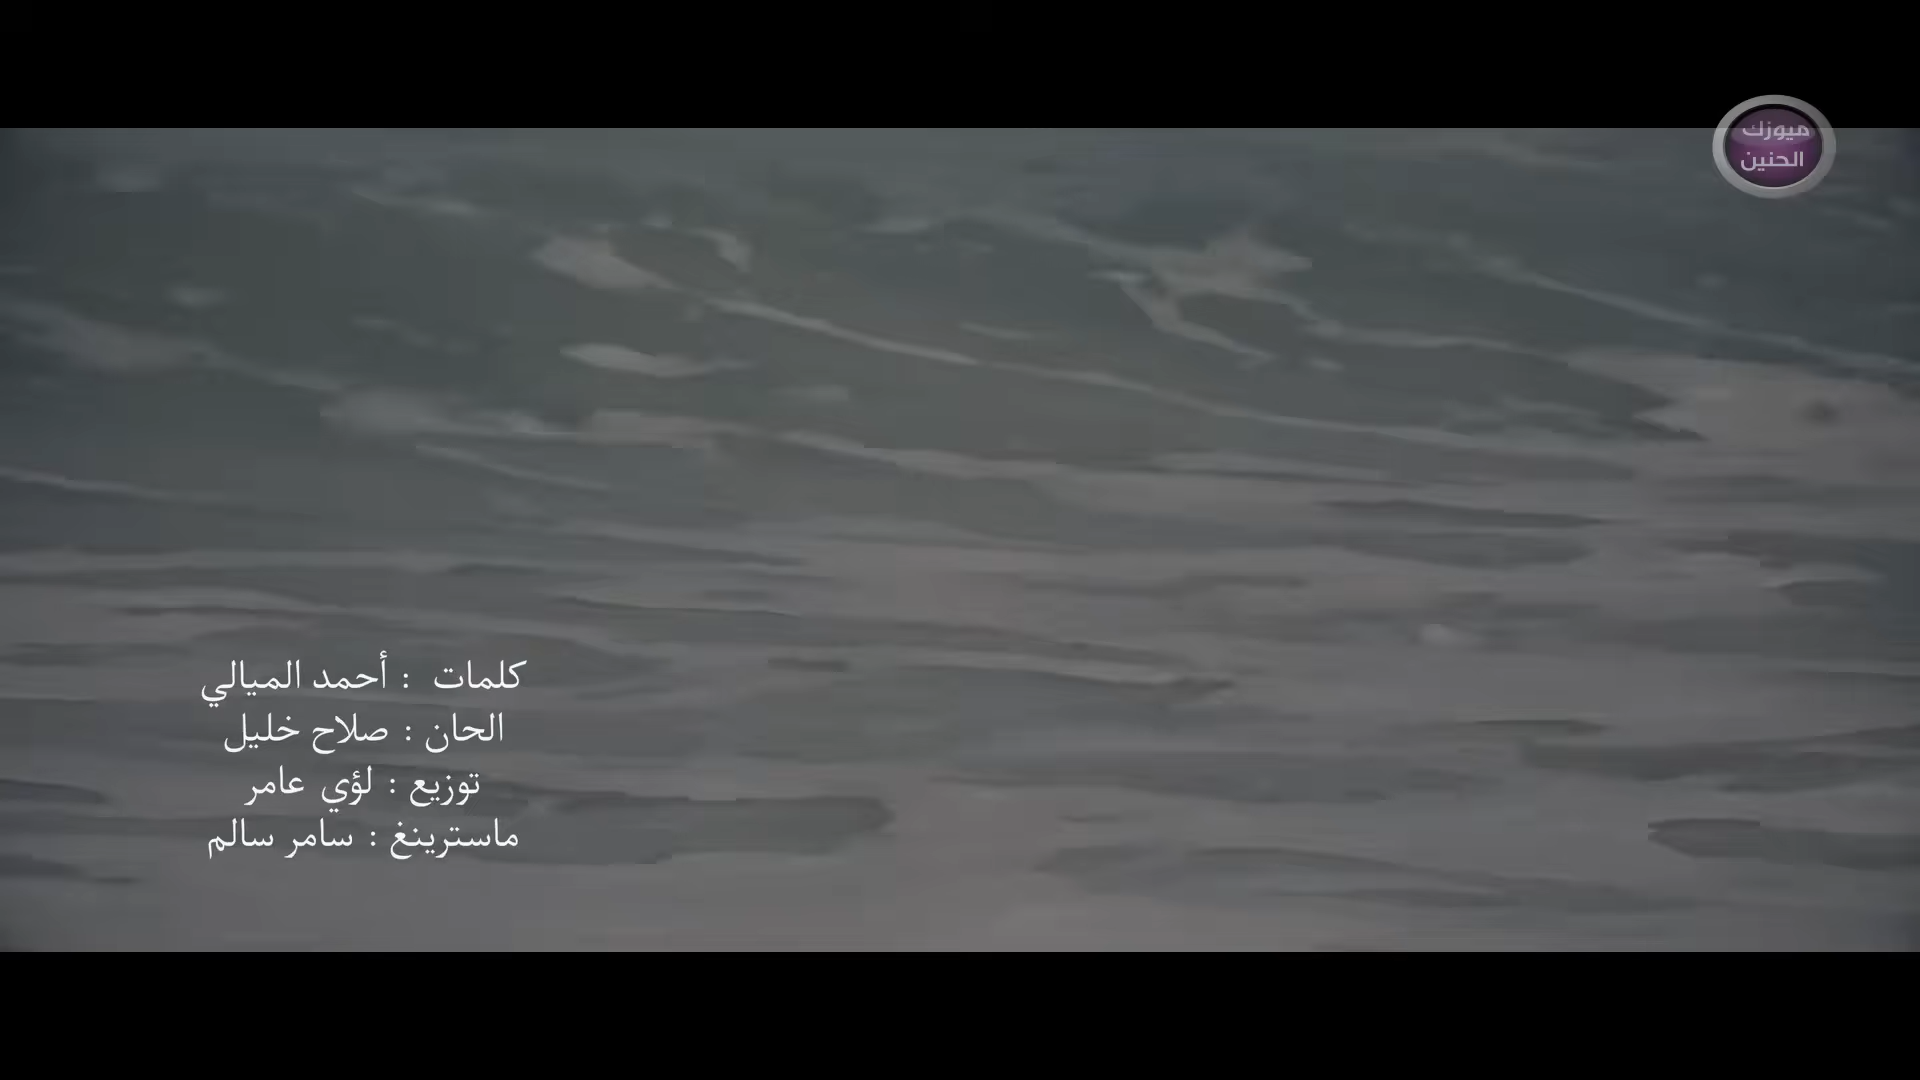 ميوزك
الحنين
كلمات : أحمد الميالي
الحان : صلاح خليل
توزيع : لؤي عامر
ماسترينغ : سامر سالم